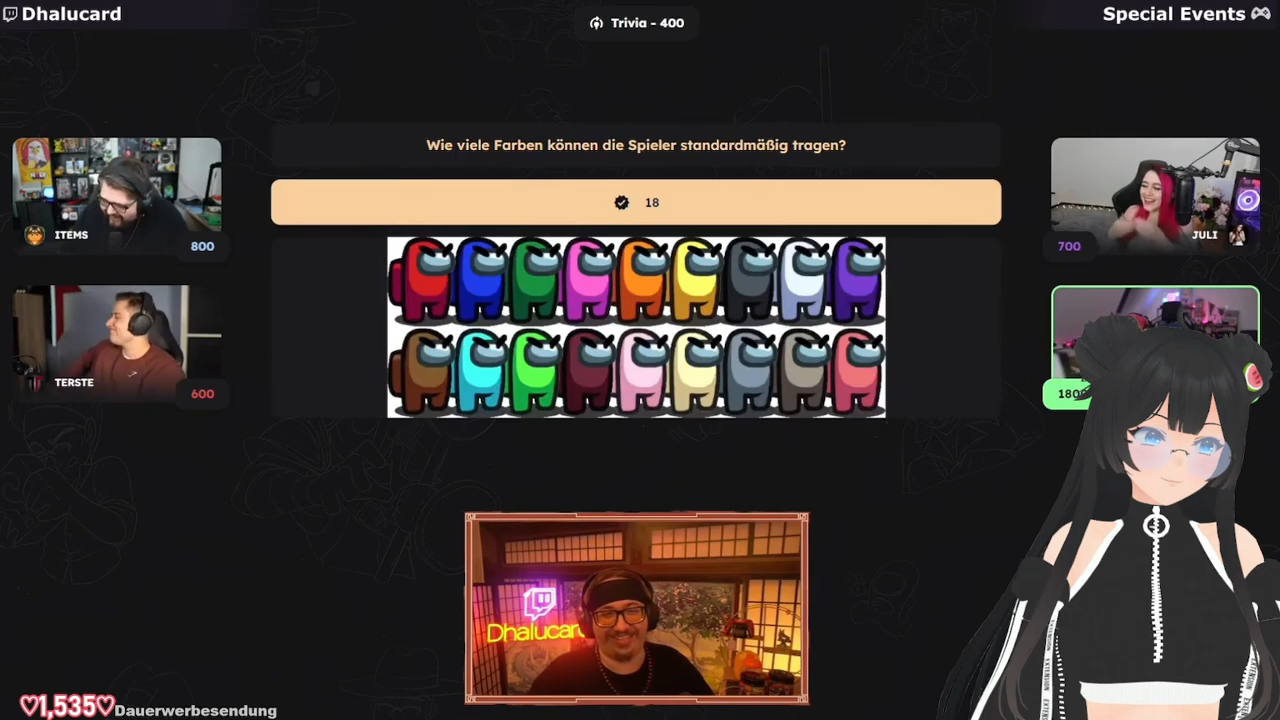 Dhalucard
Trivia - 400
Special Events
Wie viele Farben können die Spieler standardmäßig tragen?
18
ITEMS
800
JULI
700
TERSTE
600
1800
Dhalucard
♡1,535♡
Dauerwerbesendung